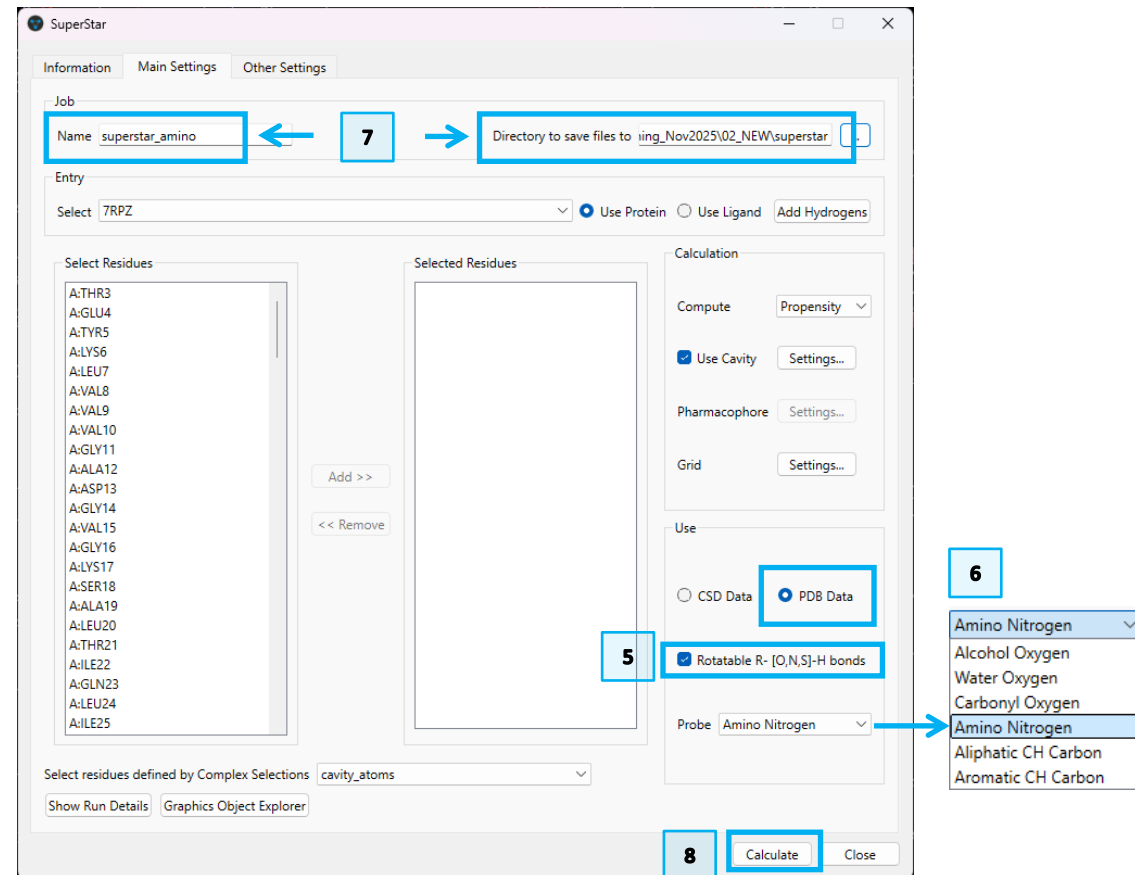 SuperStar
Information Main Settings Other Settings
Job
Name superstar_amino 7 Directory to save files to ing_Nov2025\02_NEW\superstar
Entry
Select 7RPZ Use Protein Use Ligand Add Hydrogens
Select Residues Selected Residues Calculation
A:THR3
A:GLU4
Compute Propensity
A:TYR5
A:LYS6
Use Cavity Settings...
A:LEU7
A:VAL8
A:VAL9
Pharmacophore Settings...
A:VAL10
A:GLY11
A:ALA12
Grid Settings...
Add >>
A:ASP13
A:GLY14
A:VAL15
<< Remove
Use
A:GLY16
A:LYS17
6
A:SER18
CSD Data PDB Data
A:ALA19
A:LEU20
A:THR21
5 Rotatable R- [O,N,S]-H bonds
A:ILE22
A:GLN23
A:LEU24
A:ILE25
Probe Amino Nitrogen
Amino Nitrogen
Alcohol Oxygen
Water Oxygen
Carbonyl Oxygen
Amino Nitrogen
Aliphatic CH Carbon
Aromatic CH Carbon
Select residues defined by Complex Selections cavity_atoms
Show Run Details Graphics Object Explorer
8 Calculate Close